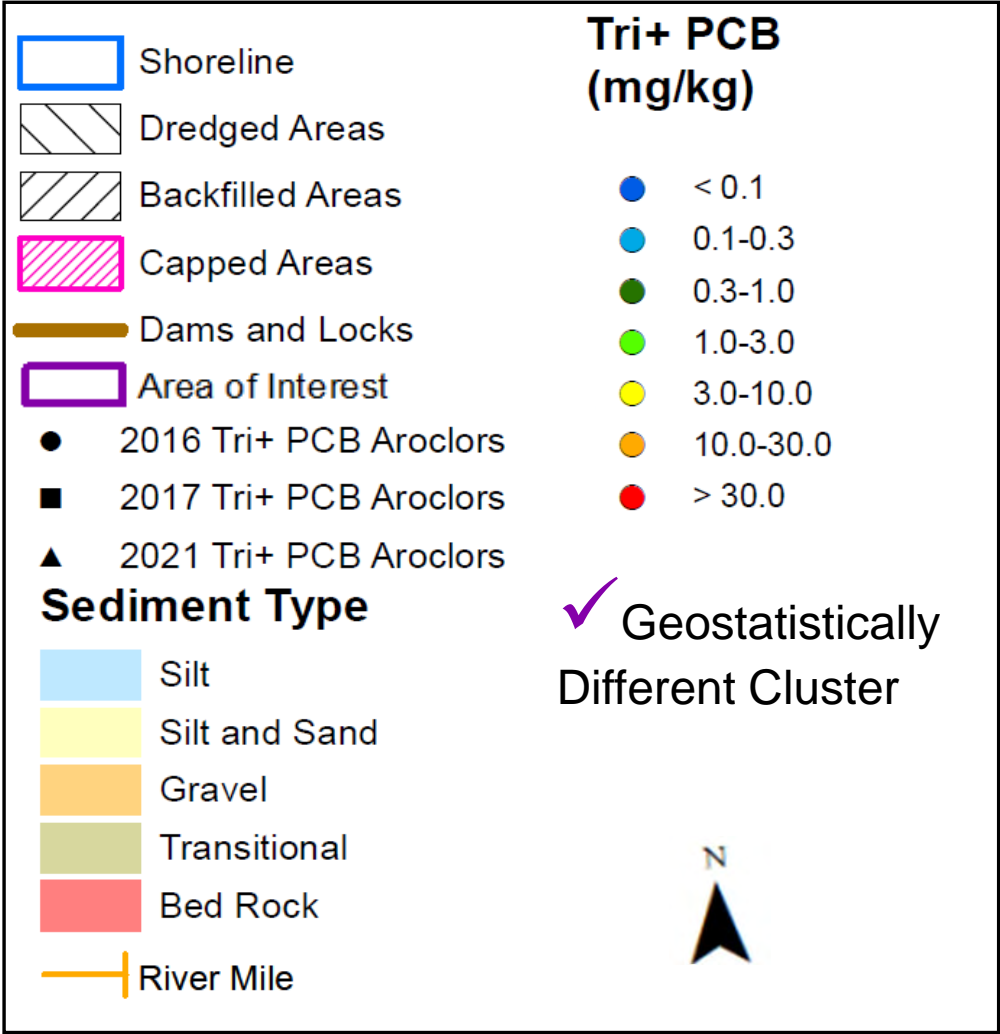 Shoreline
Dredged Areas
Backfilled Areas
Capped Areas
Dams and Locks
Area of Interest
2016 Tri+ PCB Aroclors
2017 Tri+ PCB Aroclors
2021 Tri+ PCB Aroclors
Sediment Type
Silt
Silt and Sand
Gravel
Transitional
Bed Rock
River Mile
Tri+ PCB
(mg/kg)
< 0.1
0.1-0.3
0.3-1.0
1.0-3.0
3.0-10.0
10.0-30.0
> 30.0
Geostatistically
Different Cluster
N